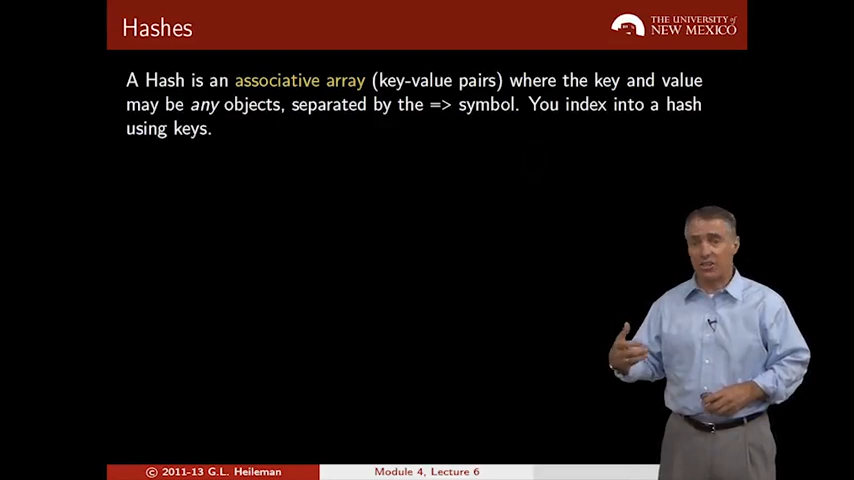 Hashes
THE UNIVERSITY of
NEW MEXICO
A Hash is an associative array (key-value pairs) where the key and value
may be any objects, separated by the => symbol. You index into a hash
using keys.
© 2011-13 G.L. Heileman
Module 4, Lecture 6